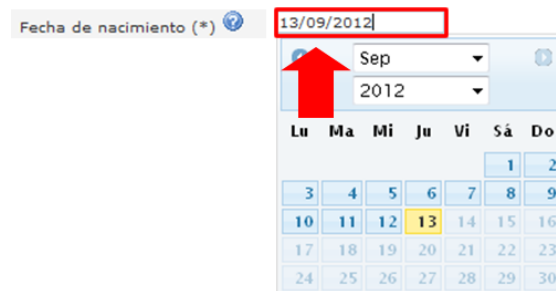 Fecha de nacimiento (*)
13/09/2012
Sep
2012
Lu Ma Mi Ju Vi Sá Do
1 2
3 4 5 6 7 8 9
10 11 12 13 14 15 16
17 18 19 20 21 22 23
24 25 26 27 28 29 30